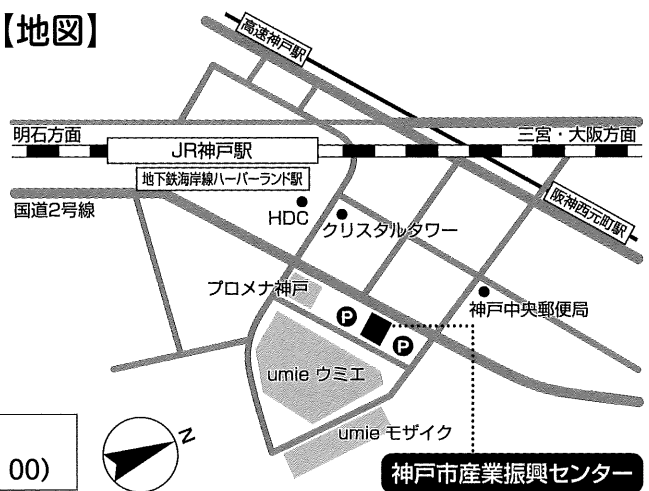 【地図】
高速神戸駅
明石方面
三宮・大阪方面
JR神戸駅
地下鉄海岸線ハーバーランド駅
阪神西元町駅
国道2号線
HDC
クリスタルタワー
プロメナ神戸
神戸中央郵便局
P
P
umie ウミエ
umie モザイク
N
00)
神戸市産業振興センター